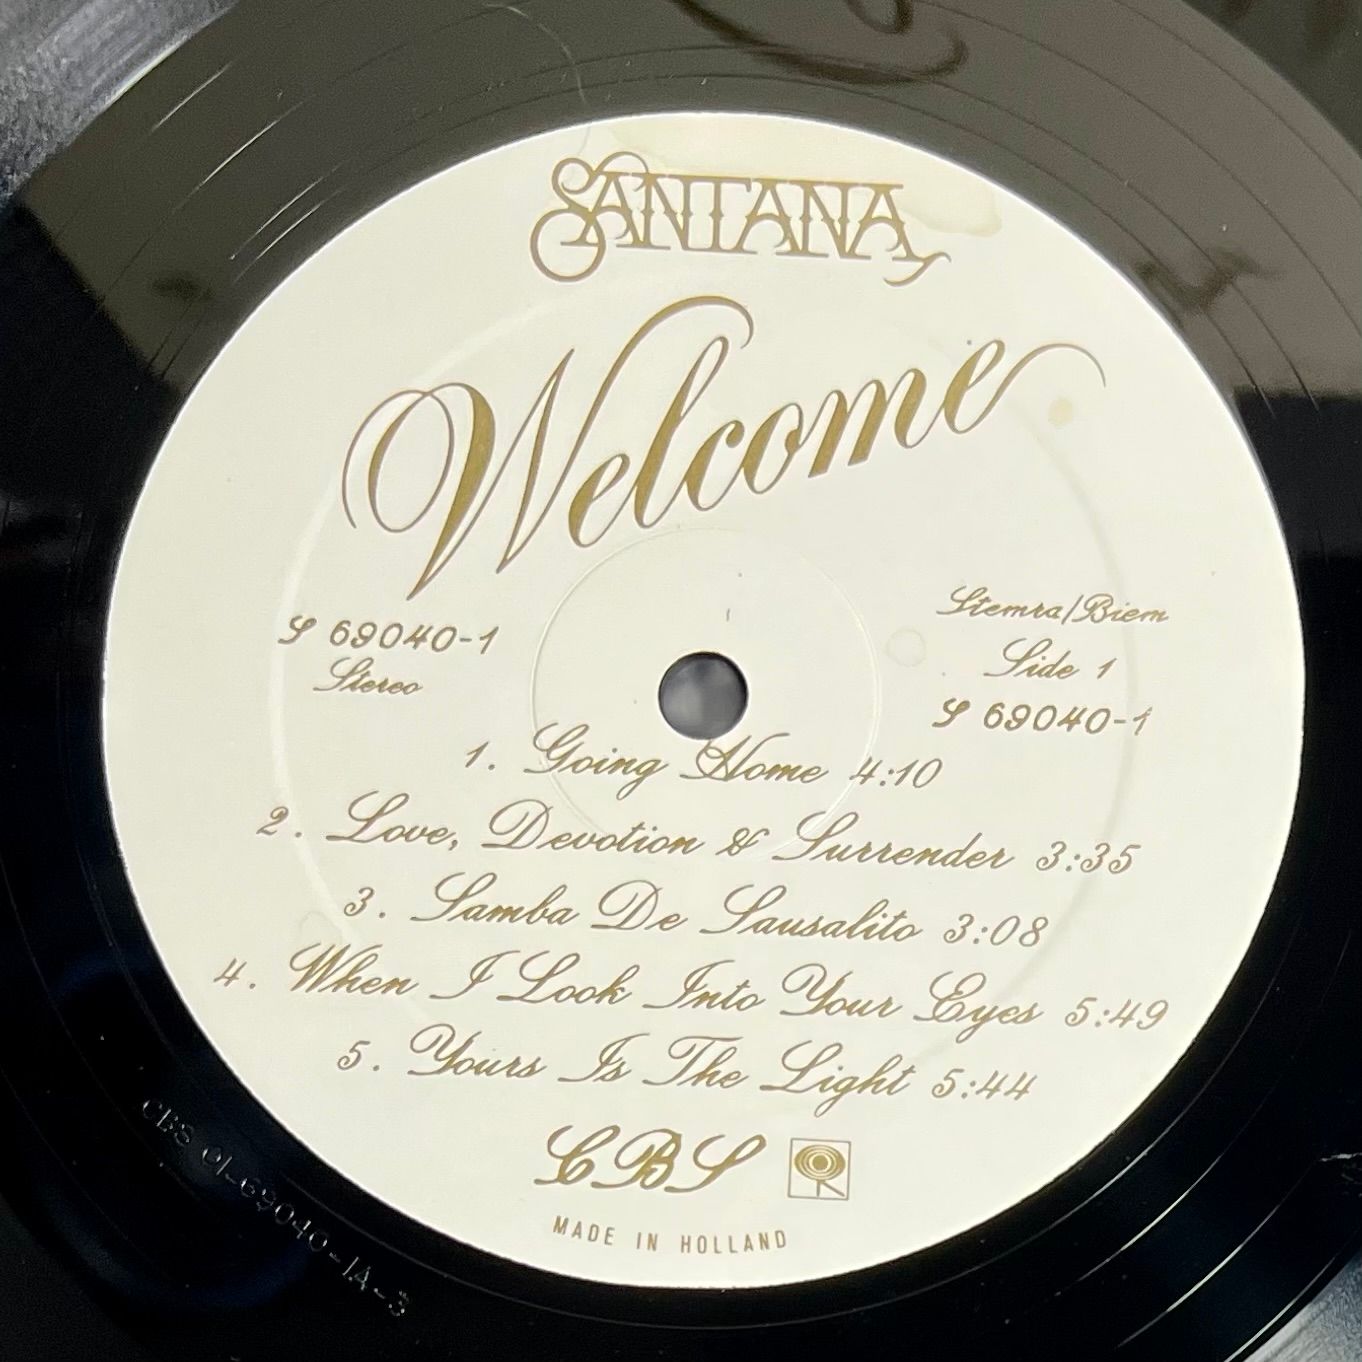 SANTANA
Welcome
S 69040-1
Stereo
Stemra/Biem
Side 1
S 69040-1
1. Going Home 4:10
2. Love, Devotion & Surrender 3:35
3. Samba De Sausalito 3:08
4. When I Look Into Your Eyes 5:49
5. Yours Is The Light 5:44
CBS
MADE IN HOLLAND
CBS 01-69040-1A-3